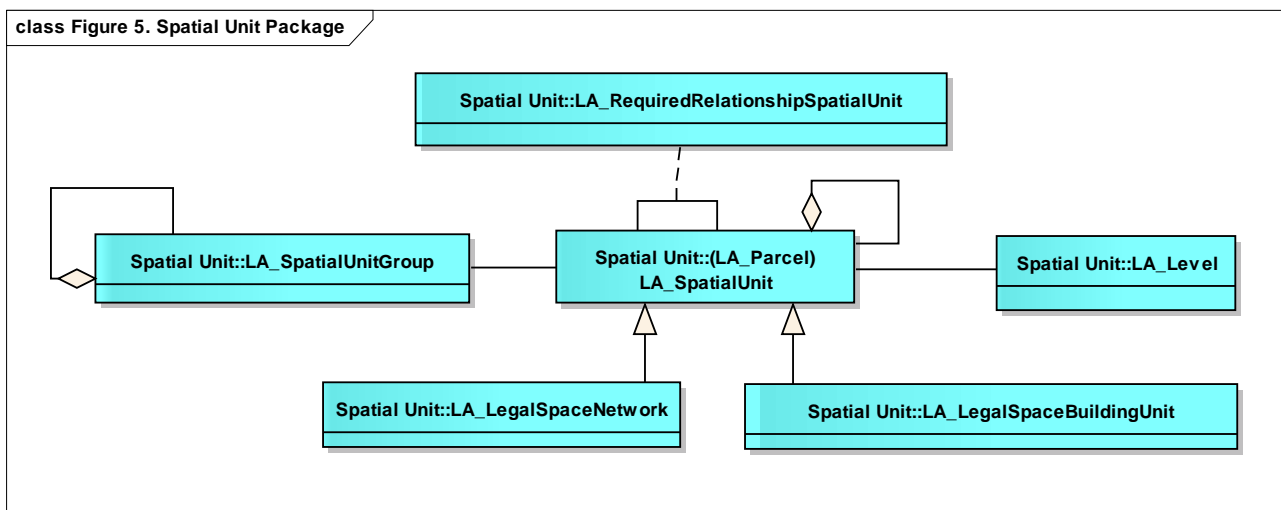 class Figure 5. Spatial Unit Package
Spatial Unit::LA_RequiredRelationshipSpatialUnit
Spatial Unit::LA_SpatialUnitGroup
Spatial Unit::(LA_Parcel)
LA_SpatialUnit
Spatial Unit::LA_Level
Spatial Unit::LA_LegalSpaceNetwork
Spatial Unit::LA_LegalSpaceBuildingUnit